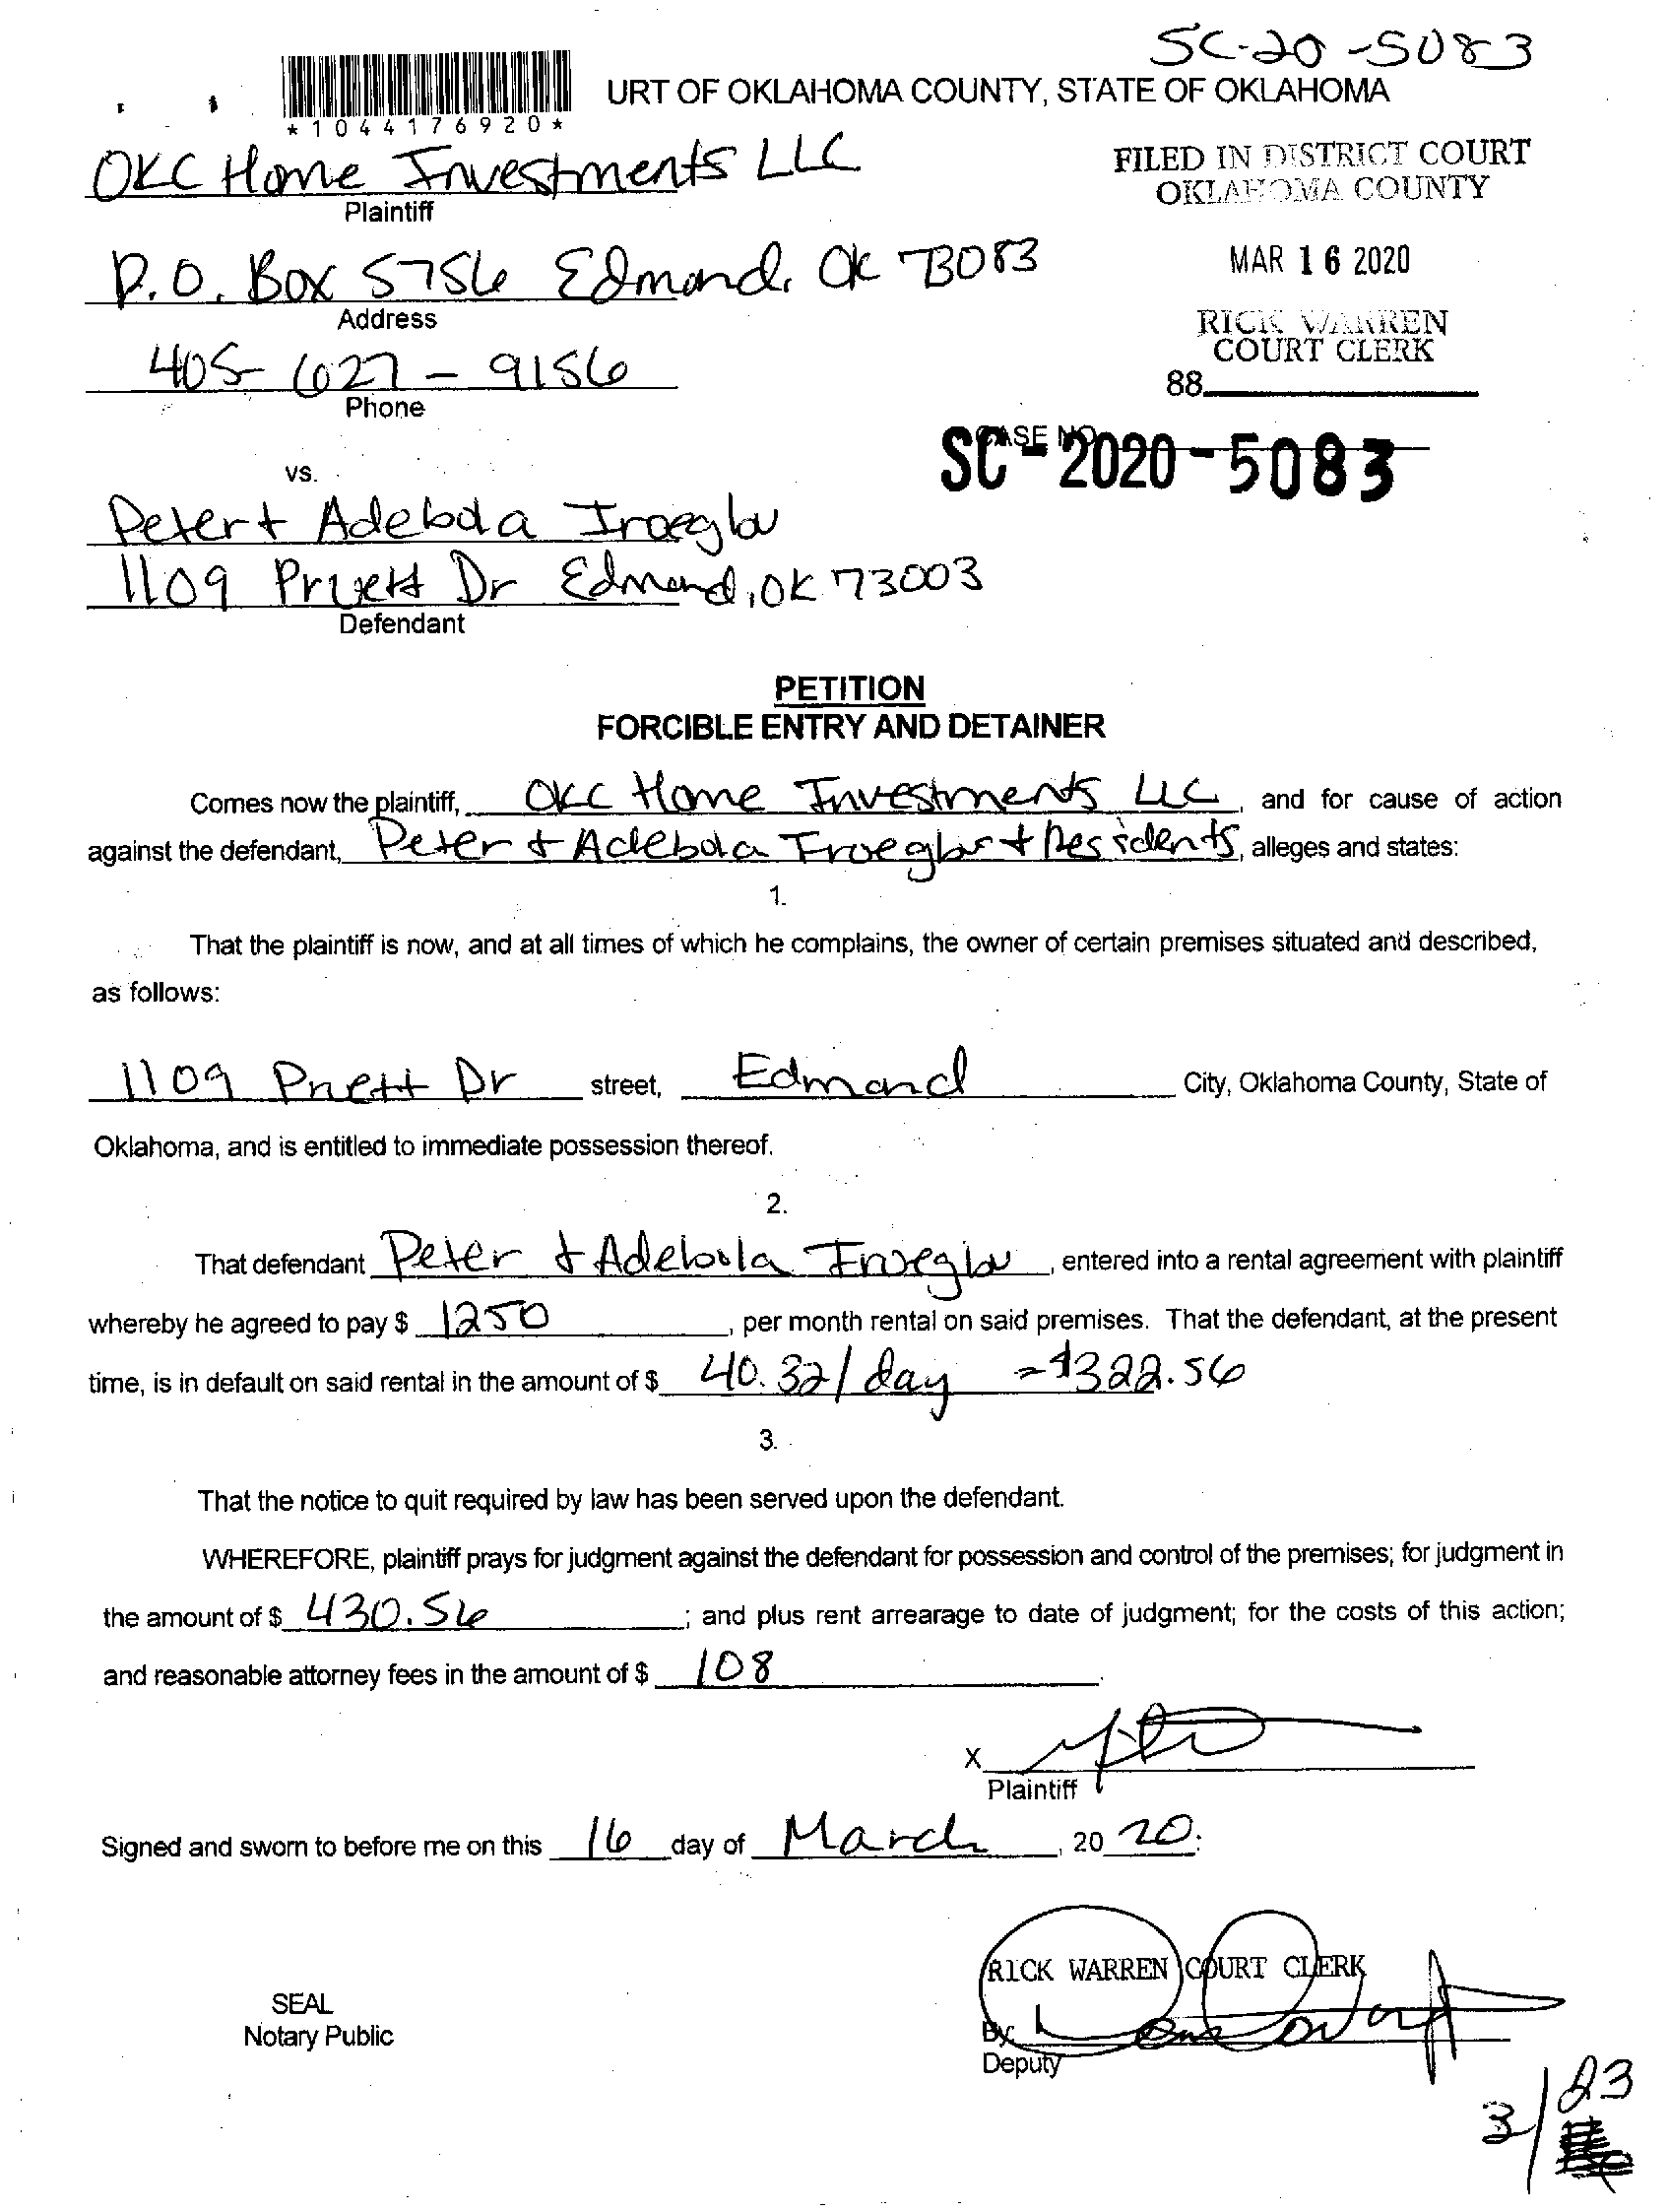 SC-20-5083
URT OF OKLAHOMA COUNTY, STATE OF OKLAHOMA
*1044176920*
OKC Home Investments LLC
Plaintiff
FILED IN DISTRICT COURT
OKLAHOMA COUNTY
P.O. Box 5756 Edmond, OK 73083
Address
MAR 16 2020
405-627-9156
Phone
RICK WARREN
COURT CLERK
88
CASE NO.
SC-2020-5083
vs.
Peter + Adebola
1109 Pruett Dr Edmond, OK 73003
Defendant
PETITION
FORCIBLE ENTRY AND DETAINER
Comes now the plaintiff, OKC Home Investments LLC, and for cause of action
against the defendant, Peter + Adebola + Residents, alleges and states:
1.
That the plaintiff is now, and at all times of which he complains, the owner of certain premises situated and described,
as follows:
1109 Pruett Dr street, Edmond City, Oklahoma County, State of
Oklahoma, and is entitled to immediate possession thereof.
2.
That defendant Peter + Adebola, entered into a rental agreement with plaintiff
whereby he agreed to pay $ 1250, per month rental on said premises. That the defendant, at the present
time, is in default on said rental in the amount of $ 40.32/day =$322.56
3.
That the notice to quit required by law has been served upon the defendant.
WHEREFORE, plaintiff prays for judgment against the defendant for possession and control of the premises; for judgment in
the amount of $ 430.56; and plus rent arrearage to date of judgment; for the costs of this action;
and reasonable attorney fees in the amount of $ 108.
X
Plaintiff
Signed and sworn to before me on this 16 day of March, 20 20.
RICK WARREN COURT CLERK
SEAL
Notary Public
By
Deputy
3/23